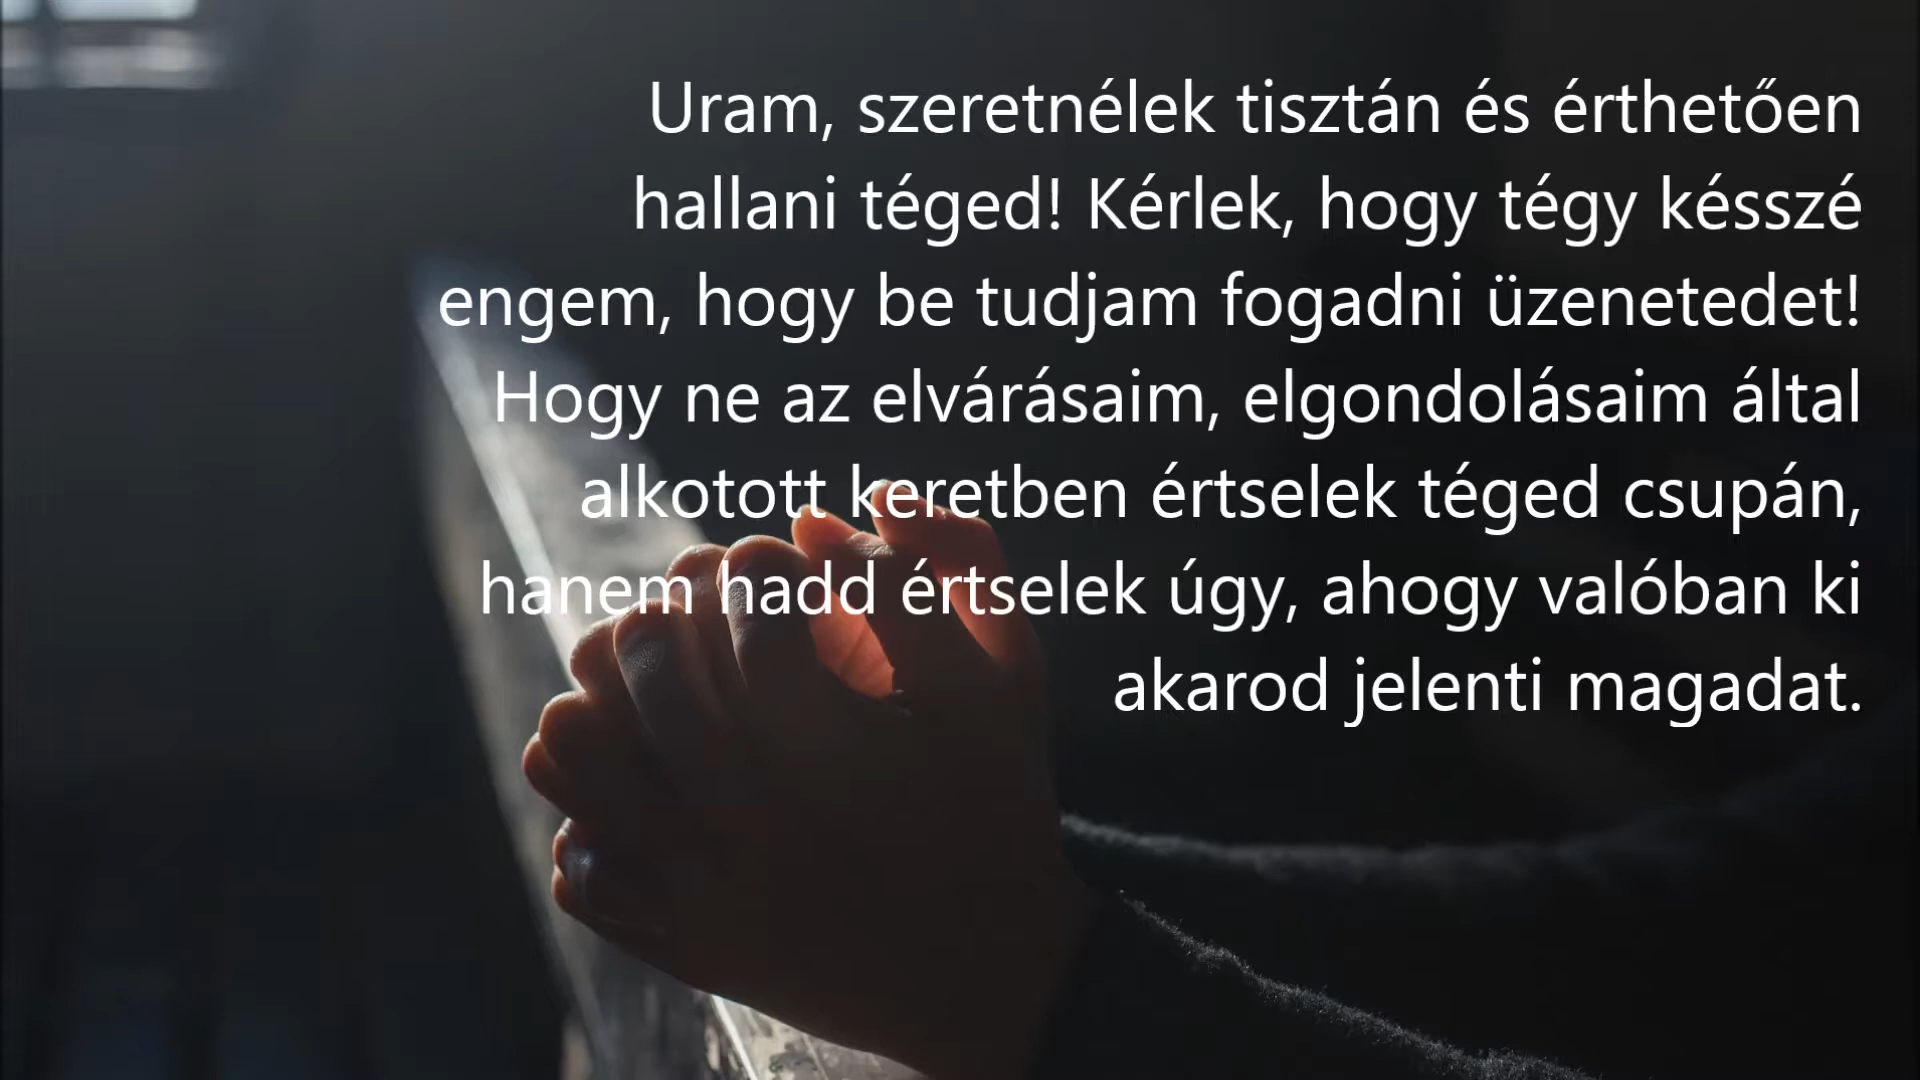 Uram, szeretnélek tisztán és érthetően
hallani téged! Kérlek, hogy tégy késszé
engem, hogy be tudjam fogadni üzenetedet!
Hogy ne az elvárásaim, elgondolásaim által
alkotott keretben értselek téged csupán,
hanem hadd értselek úgy, ahogy valóban ki
akarod jelenti magadat.